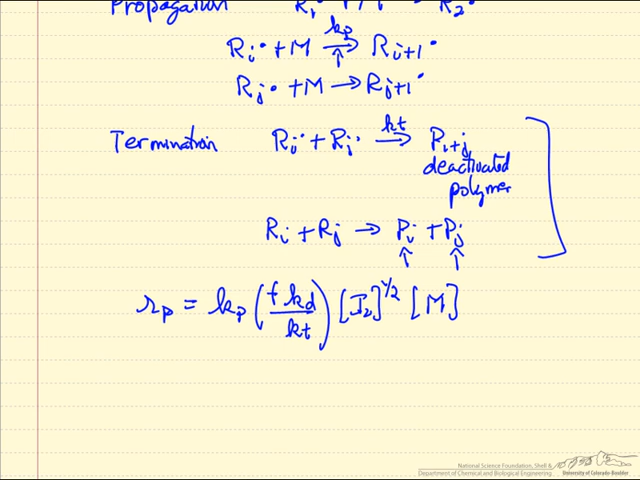 Propagation
Ri• + M kp→ Ri+1•
Rj• + M → Rj+1•
Termination Ri• + Rj• kt→ Pi+j
deactivated
polymer
Ri + Rj → Pi + Pj
rp = kp (f kd / kt) [I2]^1/2 [M]
National Science Foundation, Shell &
Department of Chemical and Biological Engineering University of Colorado-Boulder